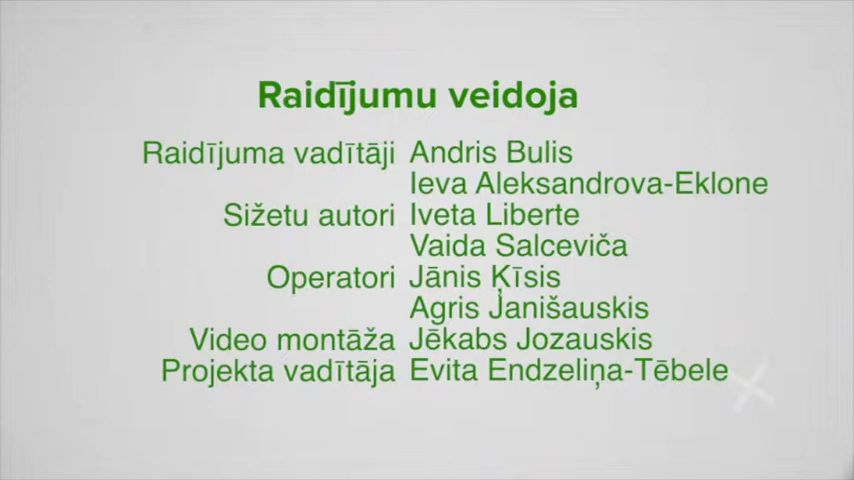 Raidījumu veidoja
Raidījuma vadītāji Andris Bulis
Ieva Aleksandrova-Eklone
Sižetu autori Iveta Liberte
Vaida Salceviča
Operatori Jānis Ķīsis
Agris Janišauskis
Video montāža Jēkabs Jozauskis
Projekta vadītāja Evita Endzeliņa-Tēbele